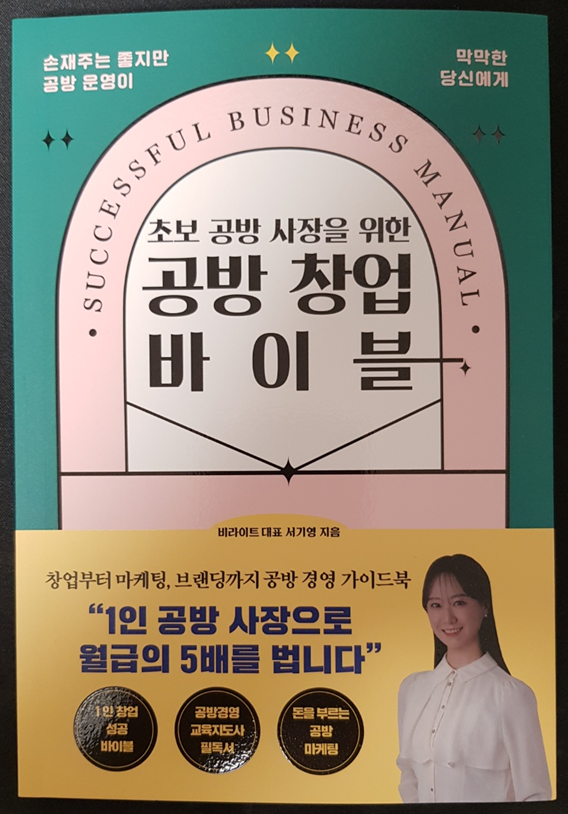 손재주는 좋지만
공방 운영이
막막한
당신에게
SUCCESSFUL BUSINESS MANUAL
초보 공방 사장을 위한
공방 창업
바이블
비라이트 대표 서기영 지음
창업부터 마케팅, 브랜딩까지 공방 경영 가이드북
“1인 공방 사장으로
월급의 5배를 법니다”
1인 창업
성공
바이블
공방경영
교육지도사
필독서
돈을 부르는
공방
마케팅